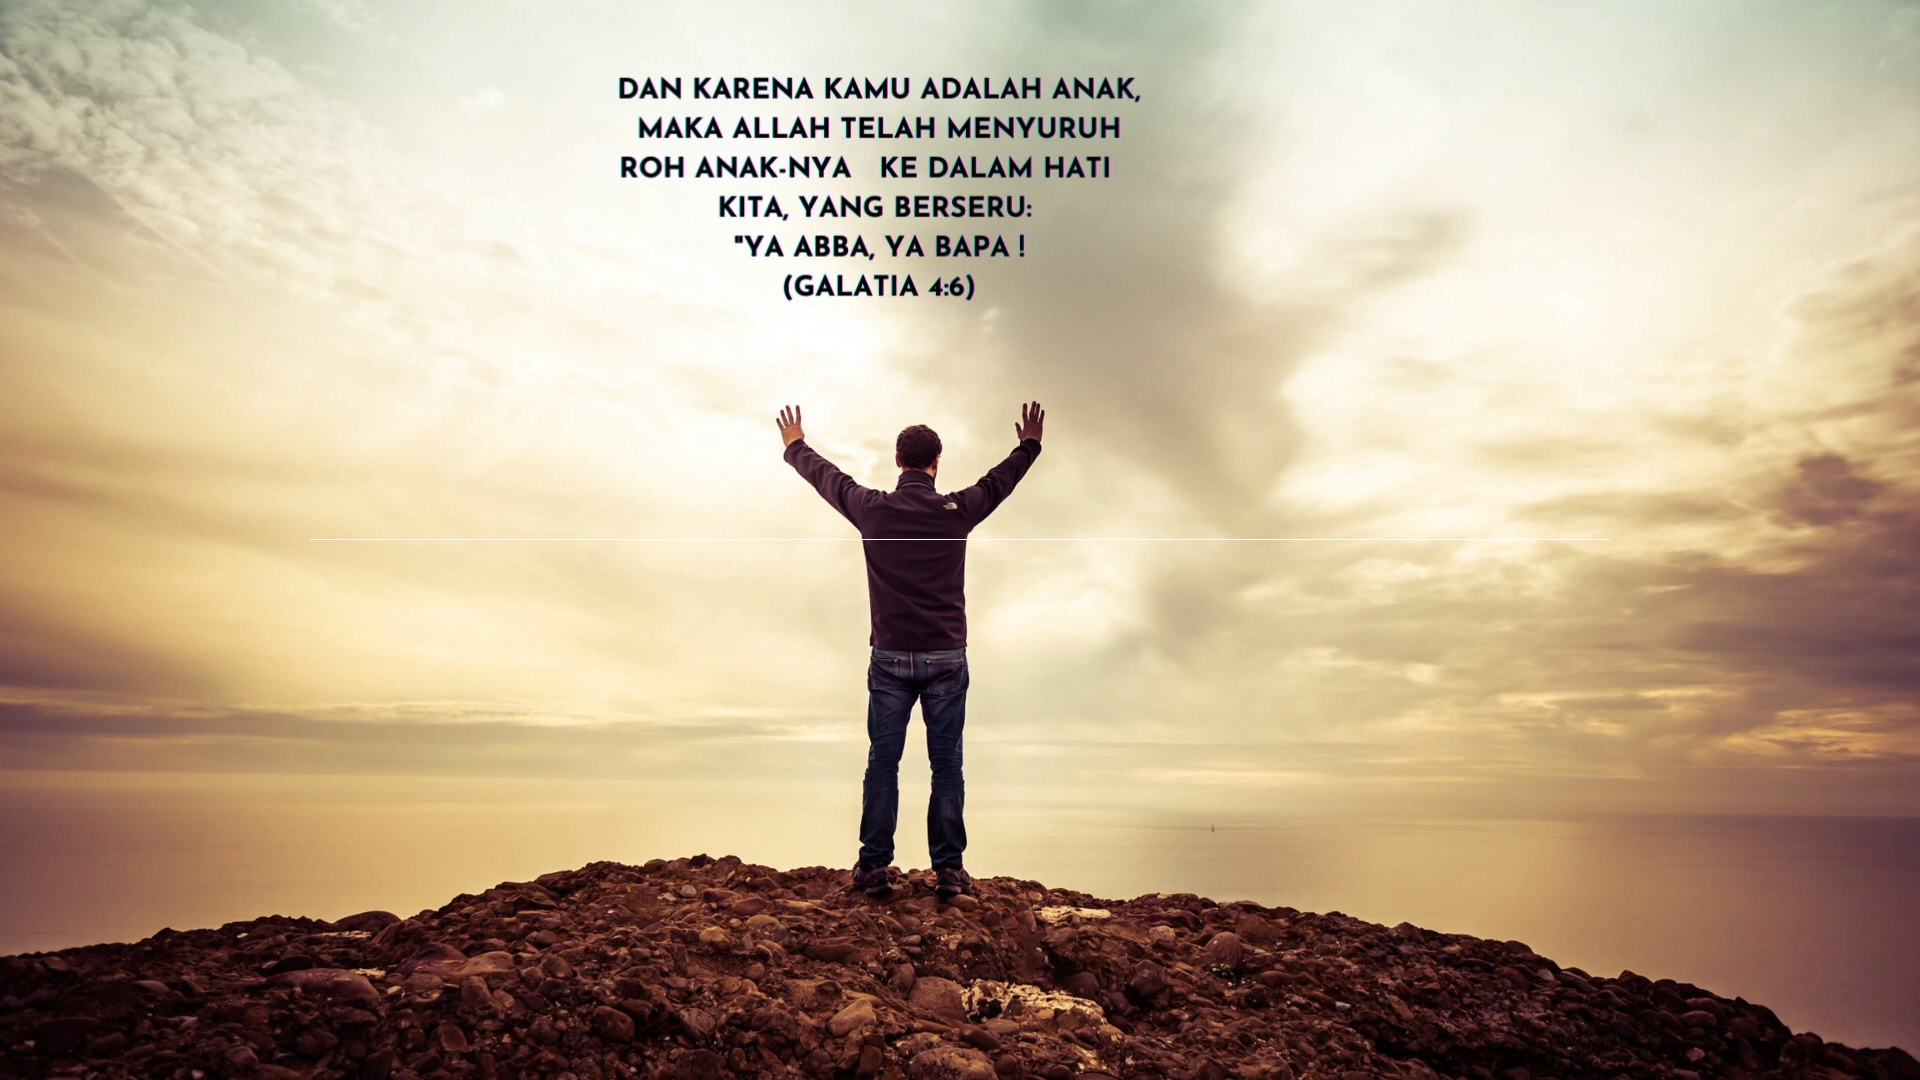 DAN KARENA KAMU ADALAH ANAK,
MAKA ALLAH TELAH MENYURUH
ROH ANAK-NYA KE DALAM HATI
KITA, YANG BERSERU:
"YA ABBA, YA BAPA !
(GALATIA 4:6)